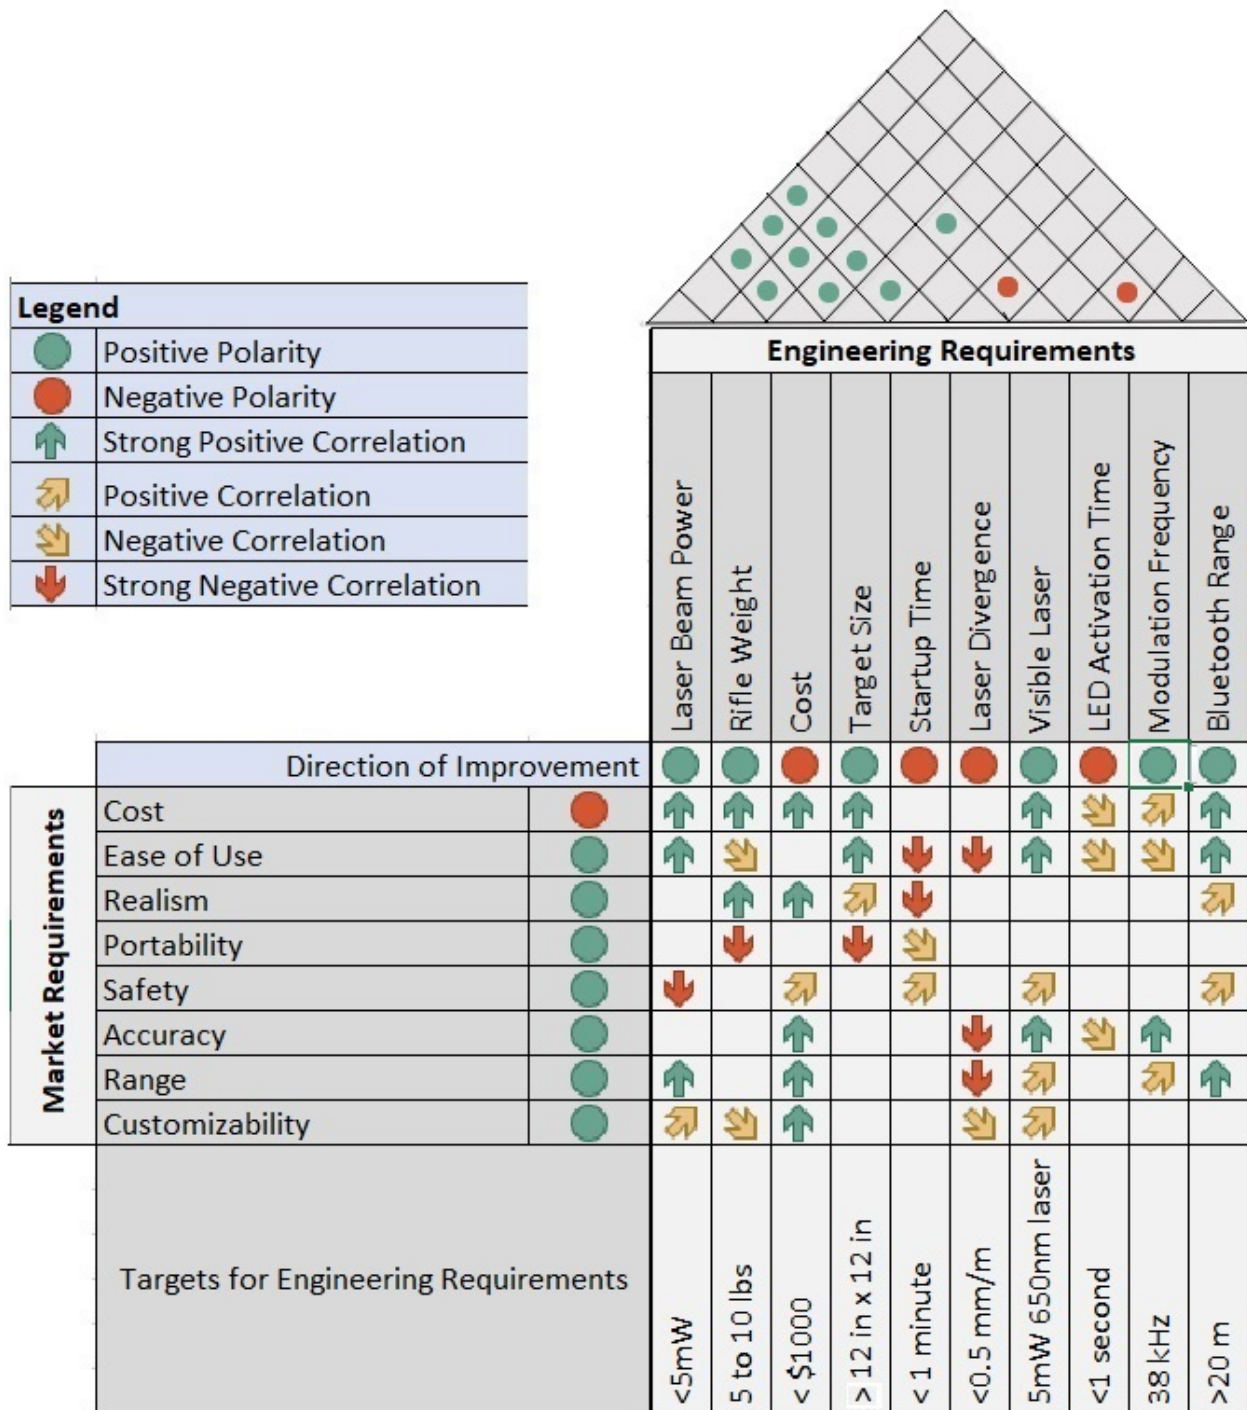 Legend
Positive Polarity
Negative Polarity
Strong Positive Correlation
Positive Correlation
Negative Correlation
Strong Negative Correlation
Engineering Requirements
Laser Beam Power
Rifle Weight
Cost
Target Size
Startup Time
Laser Divergence
Visible Laser
LED Activation Time
Modulation Frequency
Bluetooth Range
Direction of Improvement
Market Requirements
Cost
Ease of Use
Realism
Portability
Safety
Accuracy
Range
Customizability
Targets for Engineering Requirements
<5mW
5 to 10 lbs
< $1000
> 12 in x 12 in
< 1 minute
<0.5 mm/m
5mW 650nm laser
<1 second
38 kHz
>20 m